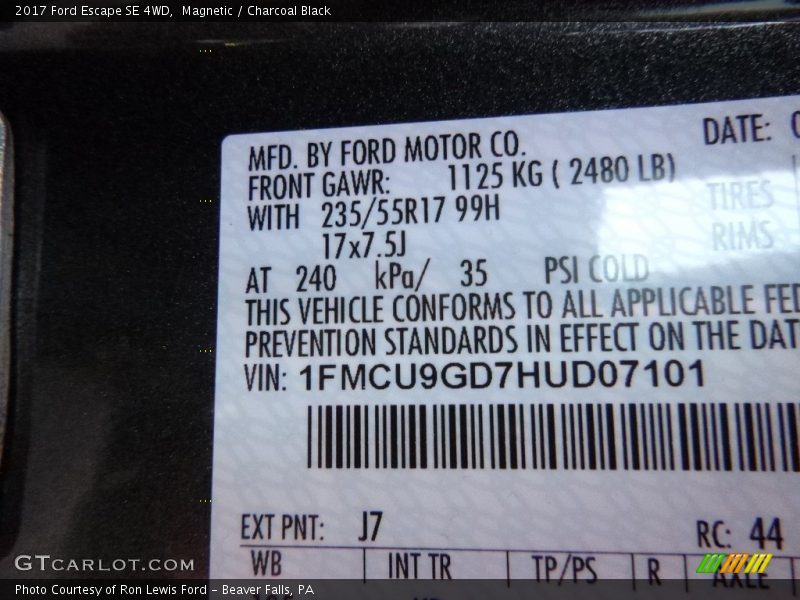 2017 Ford Escape SE 4WD, Magnetic / Charcoal Black
MFD. BY FORD MOTOR CO. DATE:
FRONT GAWR: 1125 KG ( 2480 LB)
WITH 235/55R17 99H TIRES
17x7.5J RIMS
AT 240 kPa/ 35 PSI COLD
THIS VEHICLE CONFORMS TO ALL APPLICABLE FED
PREVENTION STANDARDS IN EFFECT ON THE DAT
VIN: 1FMCU9GD7HUD07101
EXT PNT: J7 RC: 44
WB INT TR TP/PS R AXLE
GTCARLOT.COM
Photo Courtesy of Ron Lewis Ford - Beaver Falls, PA